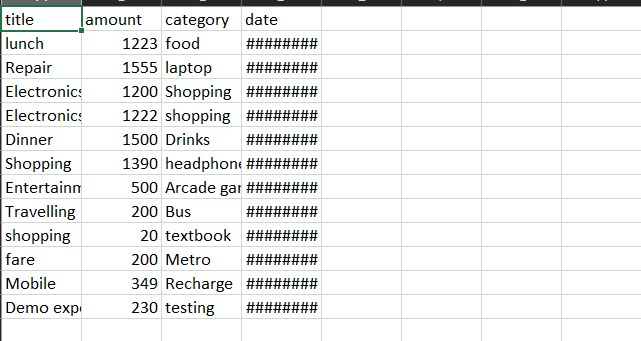 title amount category date
lunch 1223 food ########
Repair 1555 laptop ########
Electronics 1200 Shopping ########
Electronics 1222 shopping ########
Dinner 1500 Drinks ########
Shopping 1390 headphone ########
Entertainm 500 Arcade gar ########
Travelling 200 Bus ########
shopping 20 textbook ########
fare 200 Metro ########
Mobile 349 Recharge ########
Demo expe 230 testing ########